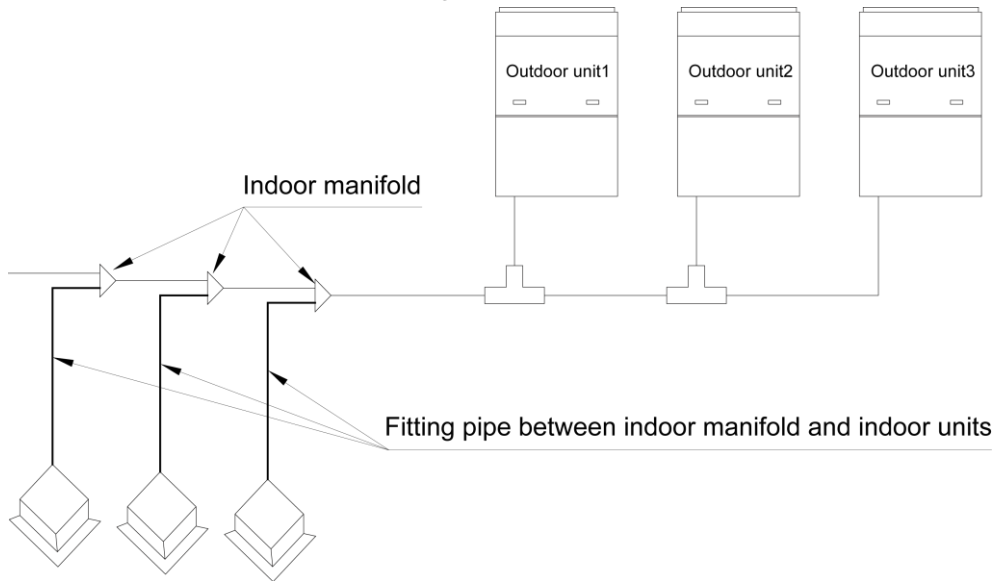 Outdoor unit1
Outdoor unit2
Outdoor unit3
Indoor manifold
Fitting pipe between indoor manifold and indoor units